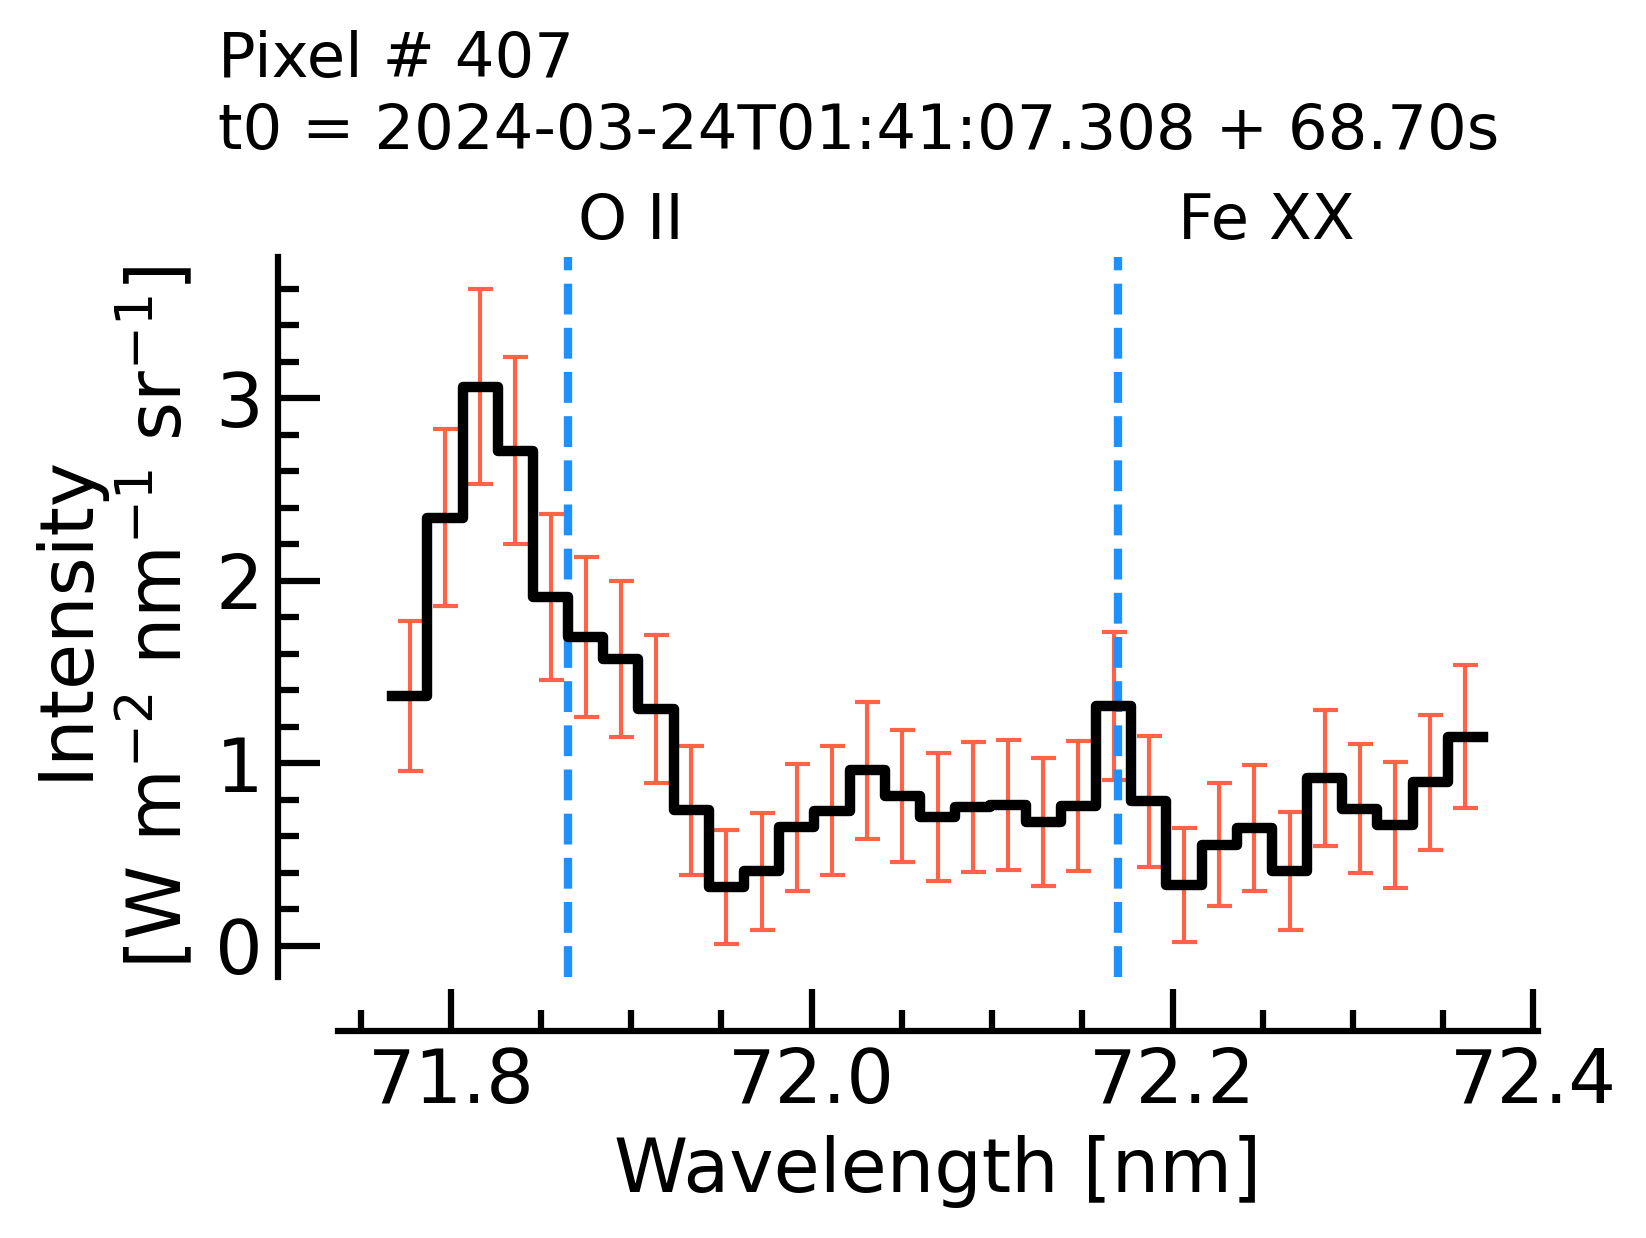 Pixel # 407
t0 = 2024-03-24T01:41:07.308 + 68.70s
O II
Fe XX
Intensity
[W m⁻² nm⁻¹ sr⁻¹]
3
2
1
0
71.8
72.0
72.2
72.4
Wavelength [nm]